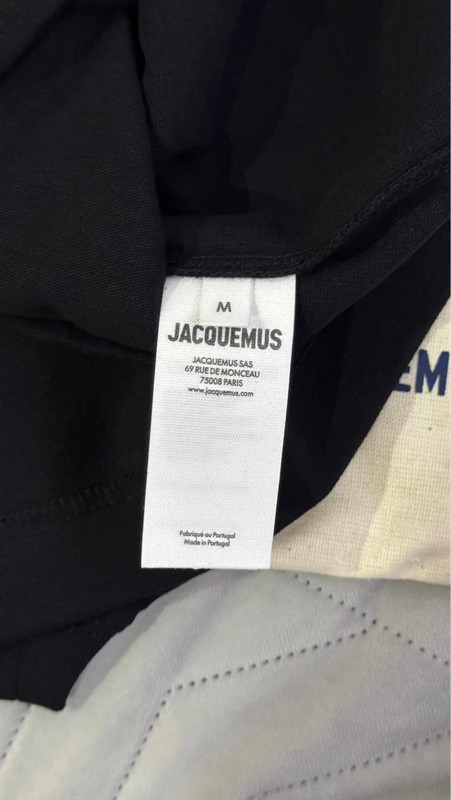 M
JACQUEMUS
JACQUEMUS SAS
69 RUE DE MONCEAU
75008 PARIS
www.jacquemus.com
EM
Fabriqué au Portugal
Made in Portugal